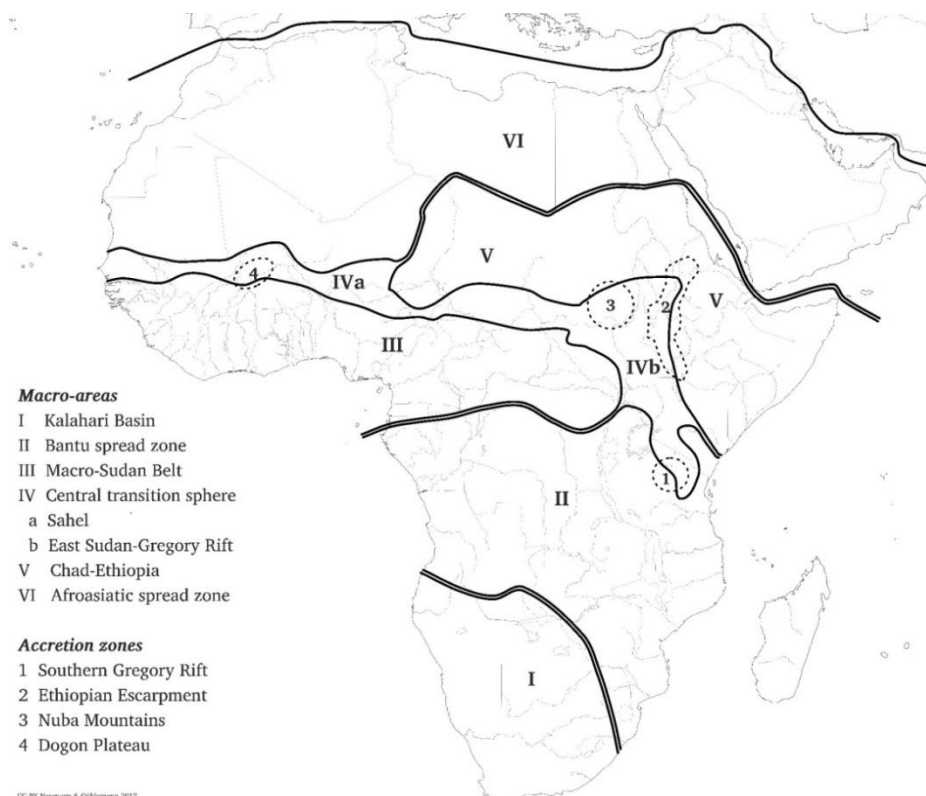 VI
V
4
IVa
3
2
V
III
IVb
1
II
I
Macro-areas
I Kalahari Basin
II Bantu spread zone
III Macro-Sudan Belt
IV Central transition sphere
a Sahel
b East Sudan-Gregory Rift
V Chad-Ethiopia
VI Afroasiatic spread zone
Accretion zones
1 Southern Gregory Rift
2 Ethiopian Escarpment
3 Nuba Mountains
4 Dogon Plateau